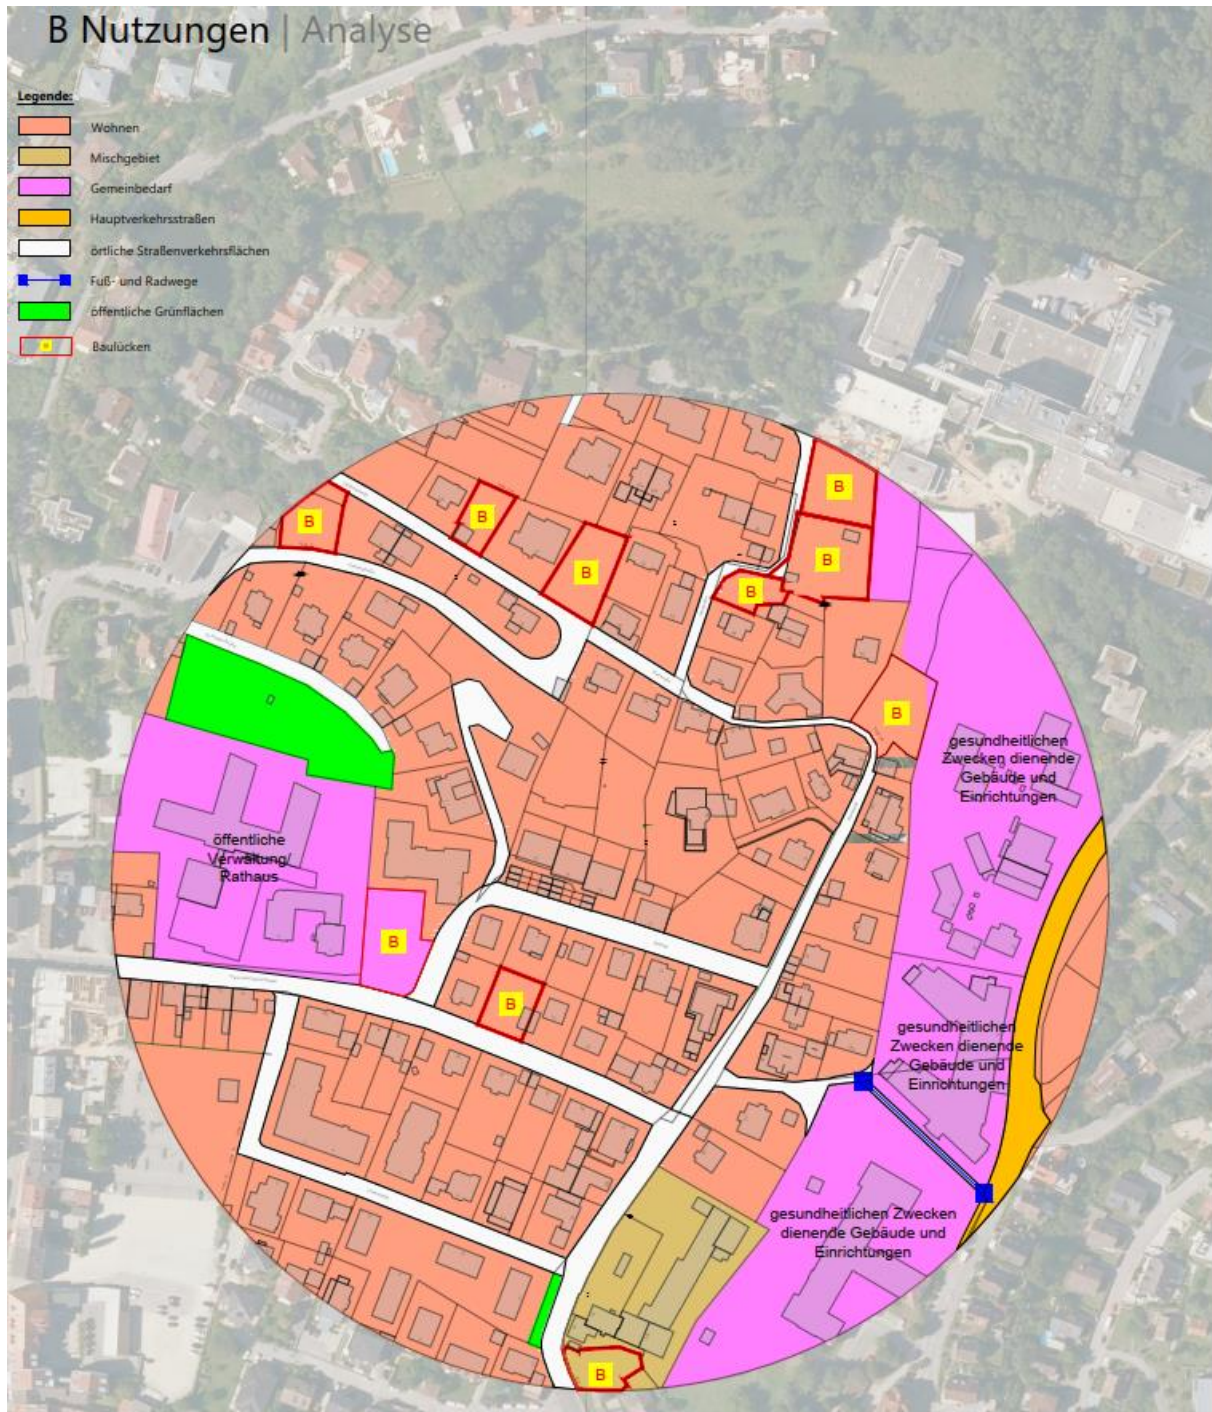 B Nutzungen | Analyse
Legende:
Wohnen
Mischgebiet
Gemeinbedarf
Hauptverkehrsstraßen
örtliche Straßenverkehrsflächen
Fuß- und Radwege
öffentliche Grünflächen
B
Baulücken
B
B
B
B
B
B
B
gesundheitlichen
Zwecken dienende
Gebäude und
Einrichtungen
öffentliche
Verwaltung/
Rathaus
B
B
gesundheitlichen
Zwecken dienende
Gebäude und
Einrichtungen
gesundheitlichen Zwecken
dienende Gebäude und
Einrichtungen
B